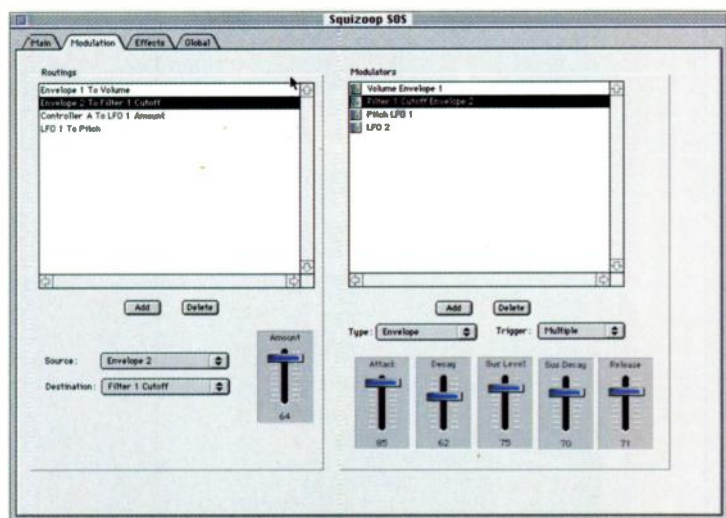 Squizoop SOS
Main Modulation Effects Global
Routings
Envelope 1 To Volume
Envelope 2 To Filter 1 Cutoff
Controller A To LFO 1 Amount
LFO 1 To Pitch
Add Delete
Source: Envelope 2
Destination: Filter 1 Cutoff
Amount
64
Modulators
Volume Envelope 1
Filter 1 Cutoff Envelope 2
Pitch LFO 1
LFO 2
Add Delete
Type: Envelope Trigger: Multiple
Attack Decay Sus Level Sus Decay Release
85 62 75 70 71